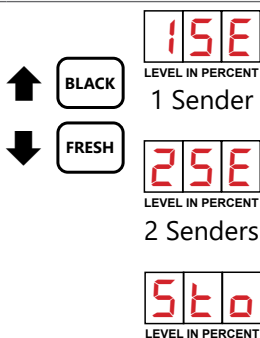 BLACK
FRESH
1SE
LEVEL IN PERCENT
1 Sender
2SE
LEVEL IN PERCENT
2 Senders
Sto
LEVEL IN PERCENT